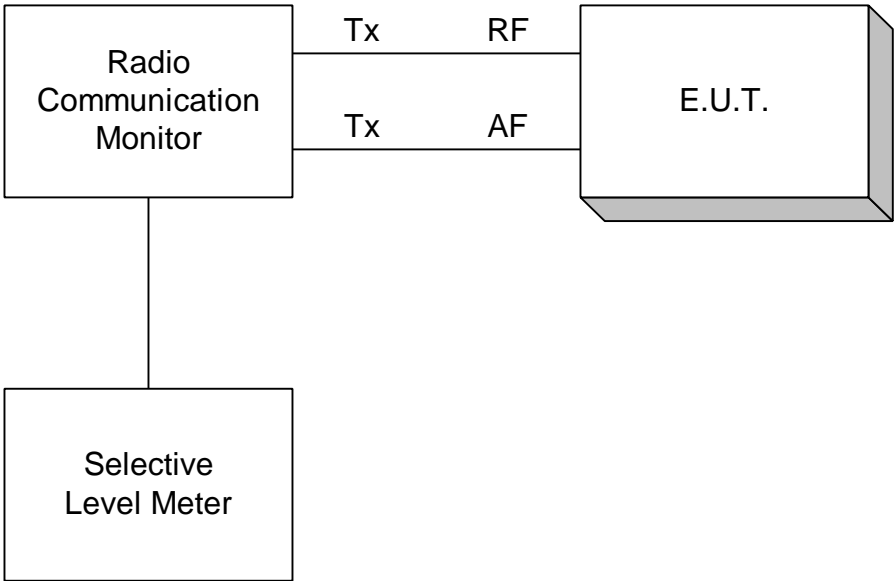 Radio
Communication
Monitor
Tx RF
Tx AF
E.U.T.
Selective
Level Meter